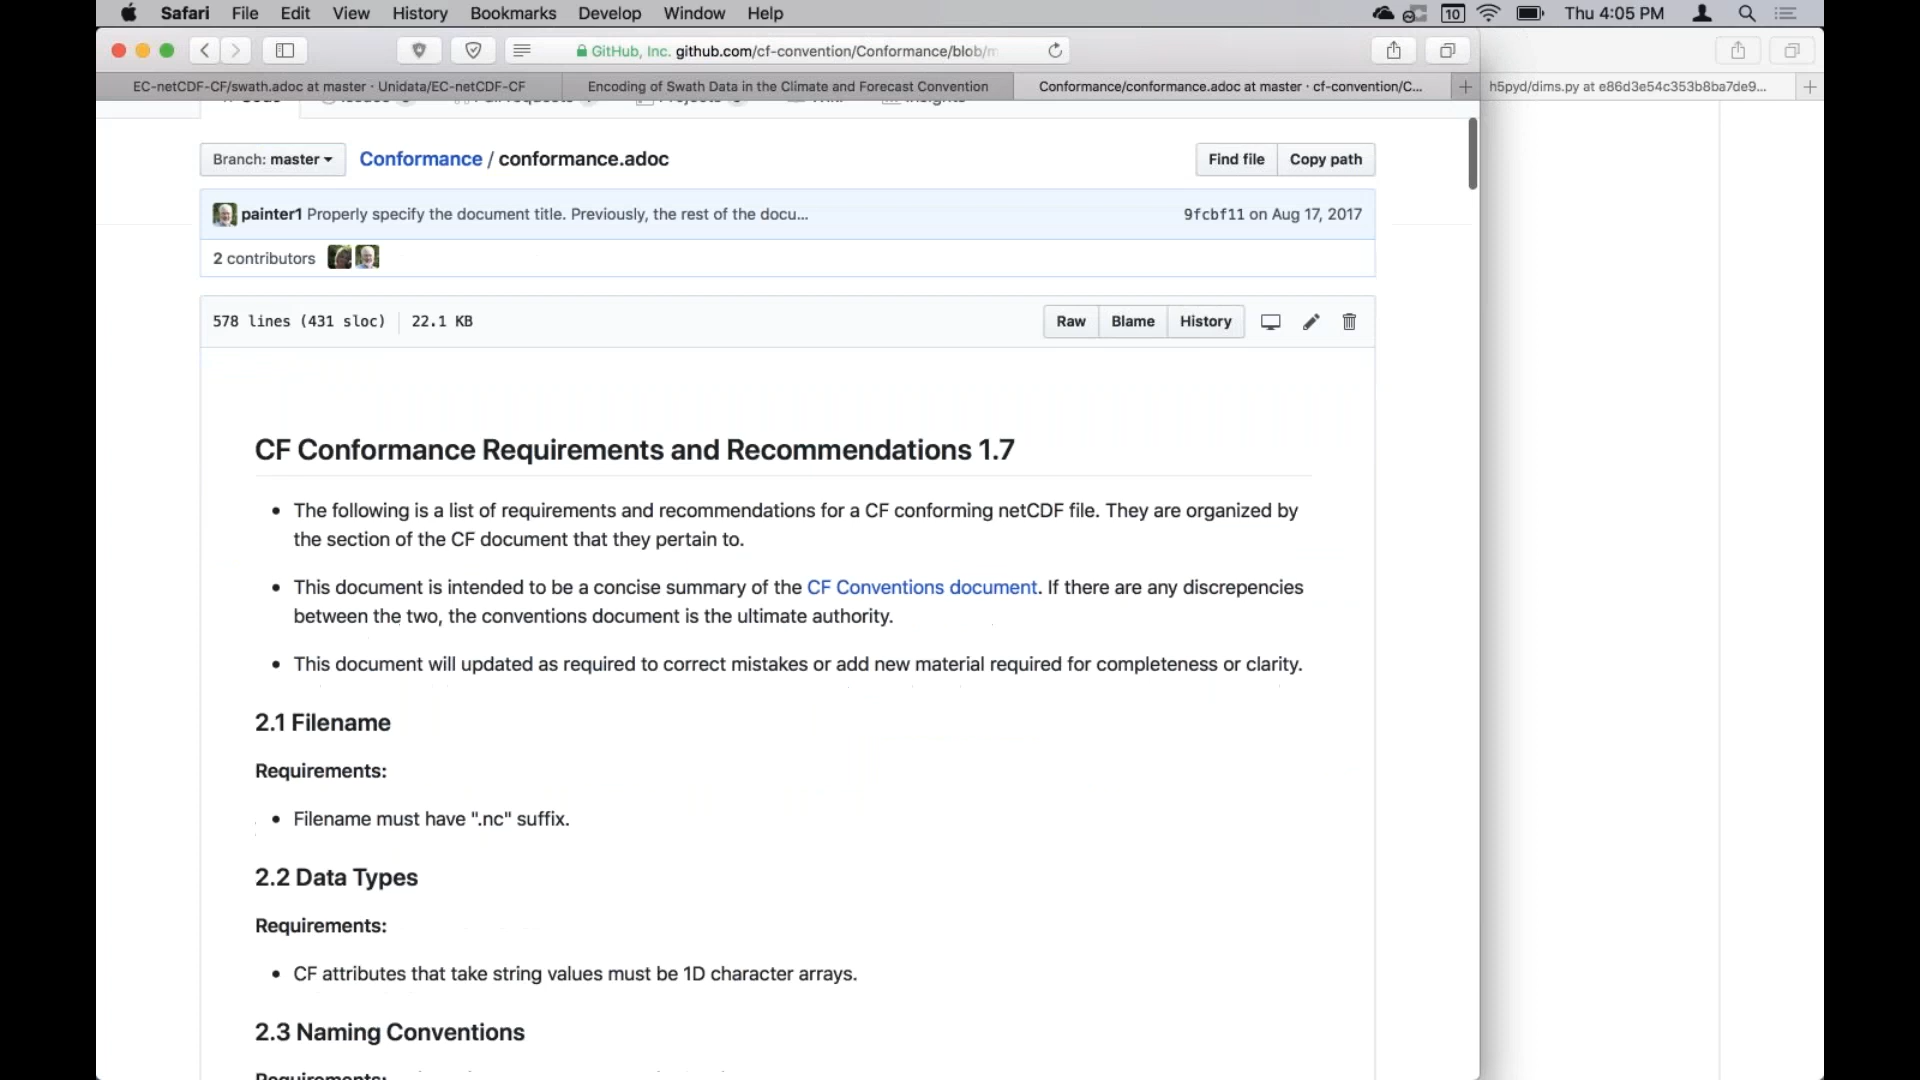 Safari File Edit View History Bookmarks Develop Window Help 10 Thu 4:05 PM
GitHub, Inc. github.com/cf-convention/Conformance/blob/m
EC-netCDF-CF/swath.adoc at master · Unidata/EC-netCDF-CF Encoding of Swath Data in the Climate and Forecast Convention Conformance/conformance.adoc at master · cf-convention/C... h5pyd/dims.py at e86d3e54c353b8ba7de9...
Branch: master Conformance / conformance.adoc Find file Copy path
painter1 Properly specify the document title. Previously, the rest of the docu... 9fcbf11 on Aug 17, 2017
2 contributors
578 lines (431 sloc) 22.1 KB Raw Blame History
CF Conformance Requirements and Recommendations 1.7
• The following is a list of requirements and recommendations for a CF conforming netCDF file. They are organized by
the section of the CF document that they pertain to.
• This document is intended to be a concise summary of the CF Conventions document. If there are any discrepancies
between the two, the conventions document is the ultimate authority.
• This document will updated as required to correct mistakes or add new material required for completeness or clarity.
2.1 Filename
Requirements:
• Filename must have ".nc" suffix.
2.2 Data Types
Requirements:
• CF attributes that take string values must be 1D character arrays.
2.3 Naming Conventions
Requirements: